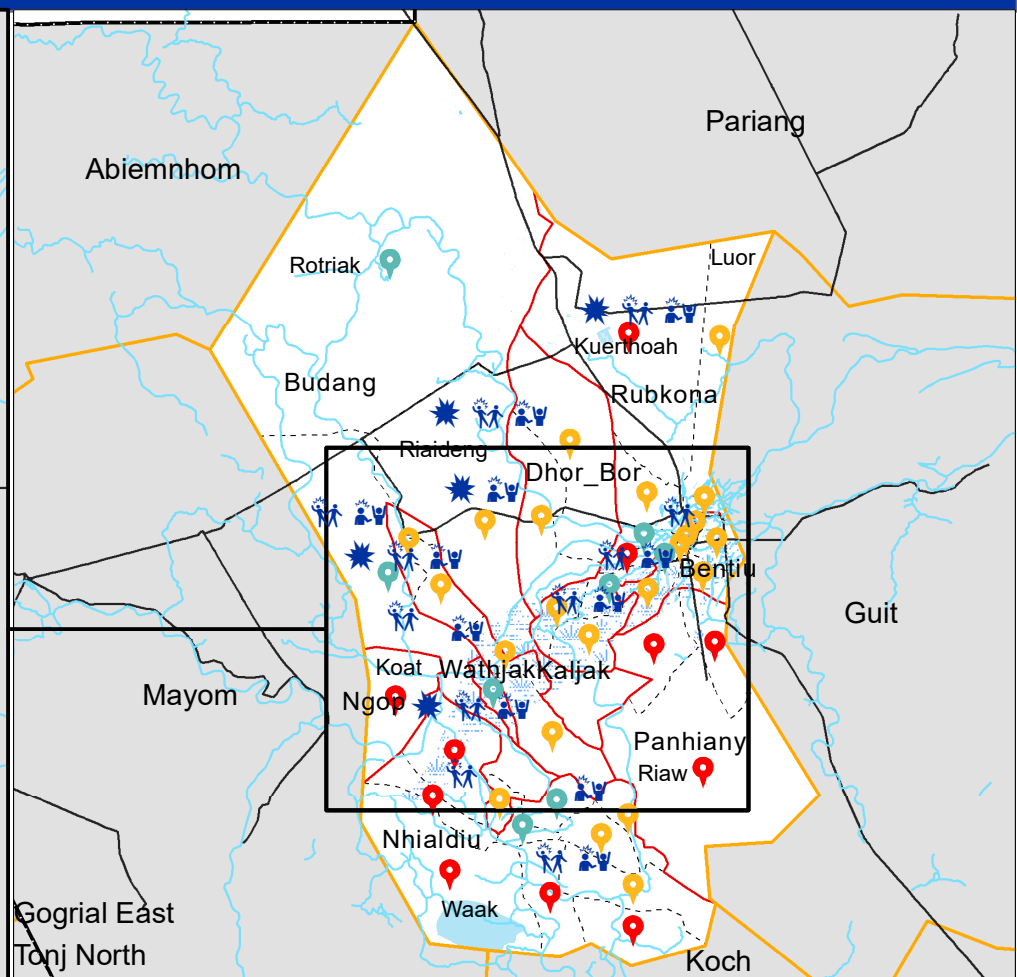 Pariang
Abiemnhom
Luor
Rotriak
Kuerthoah
Budang
Rubkona
Riaideng
Dhor_Bor
Bentiu
Guit
Koat
WathjakKaljak
Mayom
Ngop
Panhiany
Riaw
Nhialdiu
Waak
Gogrial East
Tonj North
Koch